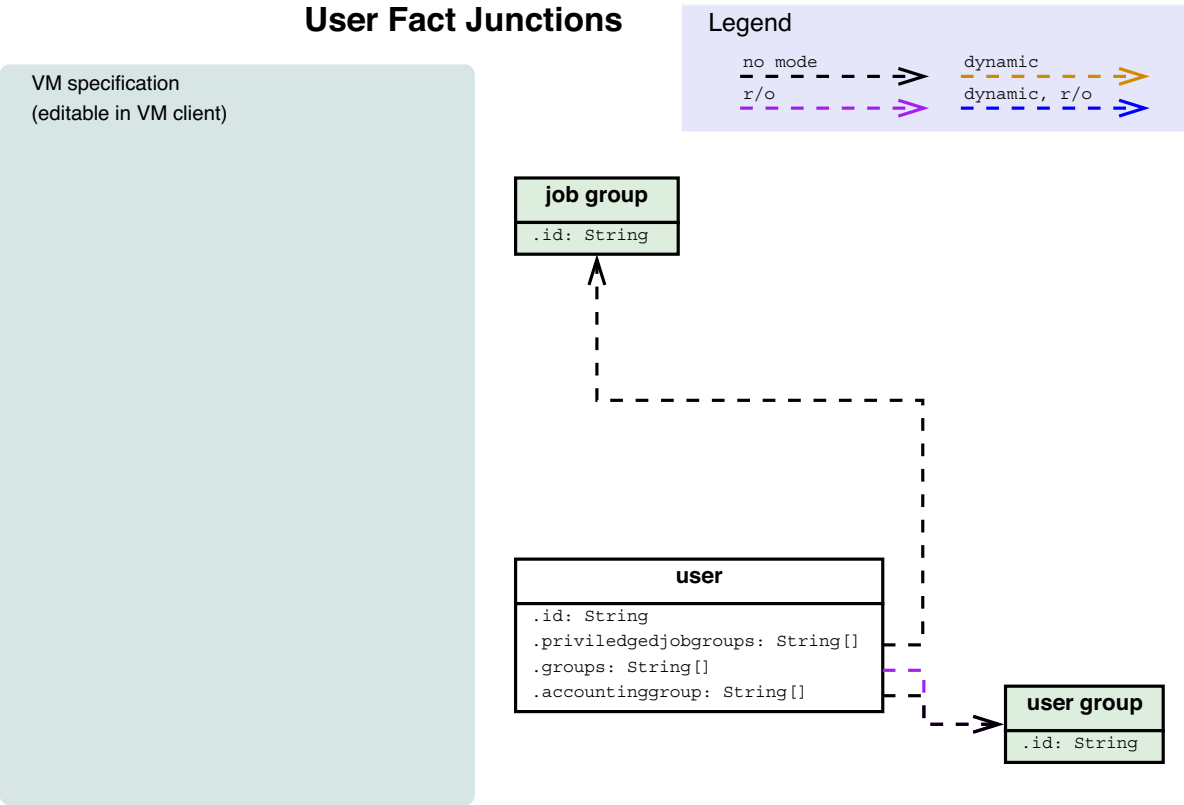 User Fact Junctions
Legend
no mode
dynamic
r/o
dynamic, r/o
VM specification
(editable in VM client)
job group
.id: String
user
.id: String
.priviledgedjobgroups: String[]
.groups: String[]
.accountinggroup: String[]
user group
.id: String